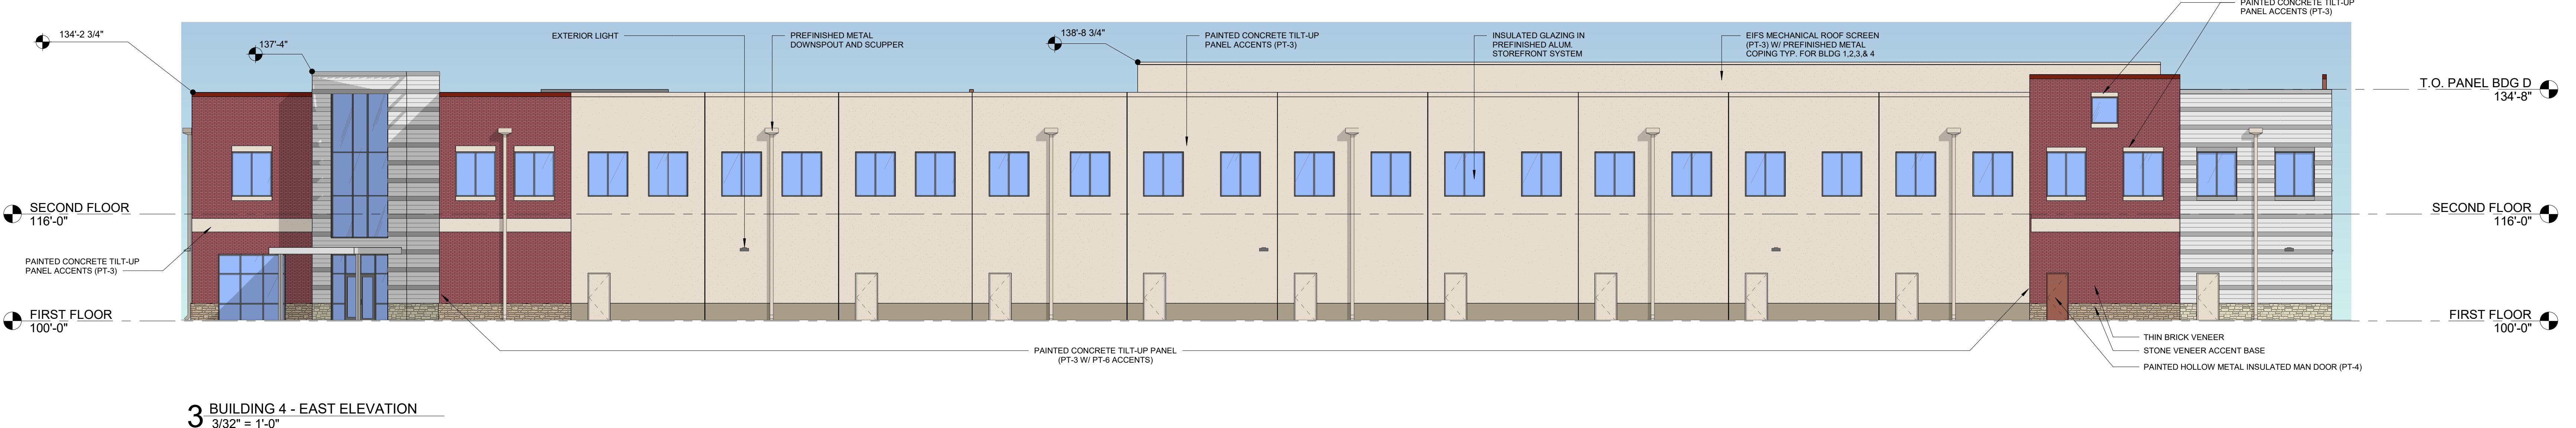 PAINTED CONCRETE TILT-UP
PANEL ACCENTS (PT-3)
134'-2 3/4"
137'-4"
EXTERIOR LIGHT
PREFINISHED METAL
DOWNSPOUT AND SCUPPER
138'-8 3/4"
PAINTED CONCRETE TILT-UP
PANEL ACCENTS (PT-3)
INSULATED GLAZING IN
PREFINISHED ALUM.
STOREFRONT SYSTEM
EIFS MECHANICAL ROOF SCREEN
(PT-3) W/ PREFINISHED METAL
COPING TYP. FOR BLDG 1,2,3,& 4
T.O. PANEL BDG D
134'-8"
SECOND FLOOR
116'-0"
SECOND FLOOR
116'-0"
PAINTED CONCRETE TILT-UP
PANEL ACCENTS (PT-3)
FIRST FLOOR
100'-0"
FIRST FLOOR
100'-0"
PAINTED CONCRETE TILT-UP PANEL
(PT-3 W/ PT-6 ACCENTS)
THIN BRICK VENEER
STONE VENEER ACCENT BASE
PAINTED HOLLOW METAL INSULATED MAN DOOR (PT-4)
3 BUILDING 4 - EAST ELEVATION
3/32" = 1'-0"